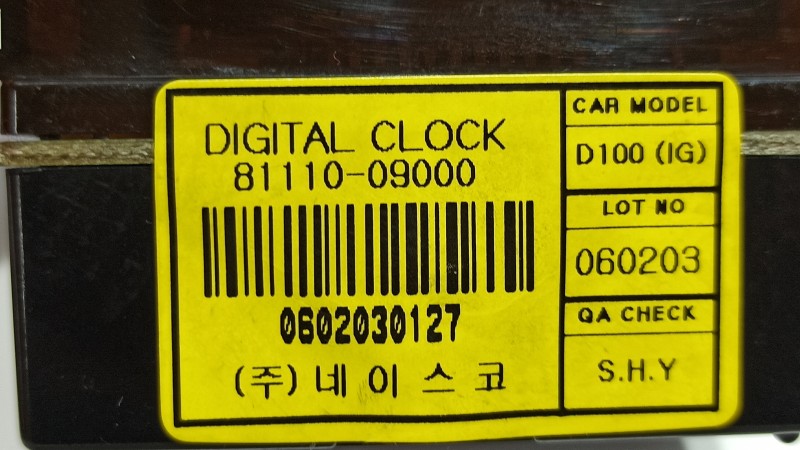 DIGITAL CLOCK
81110-09000
0602030127
(주) 네 이 스 코
CAR MODEL
D100 (IG)
LOT NO
060203
QA CHECK
S.H.Y